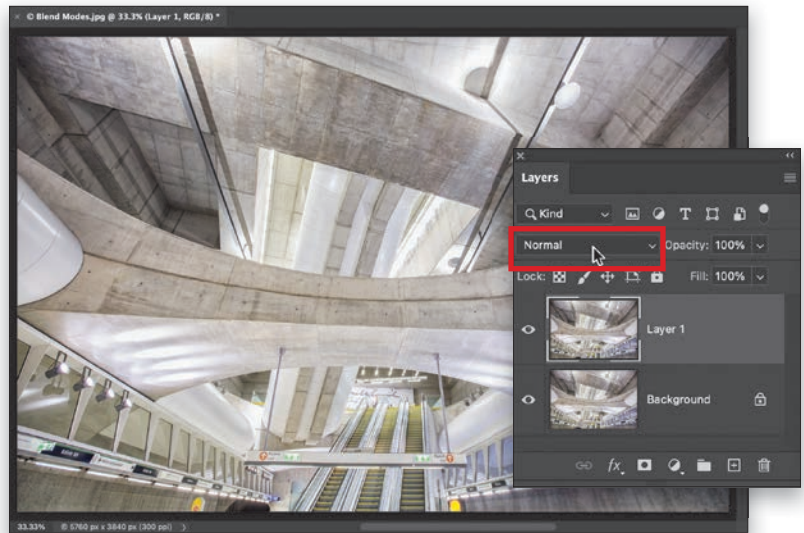 × © Blend Modes.jpg @ 33.3% (Layer 1, RGB/8) *
Layers
Kind
Normal
Opacity: 100%
Lock:
Fill: 100%
Layer 1
Background
fx
33.33%
© 5760 px x 3840 px (300 ppi)